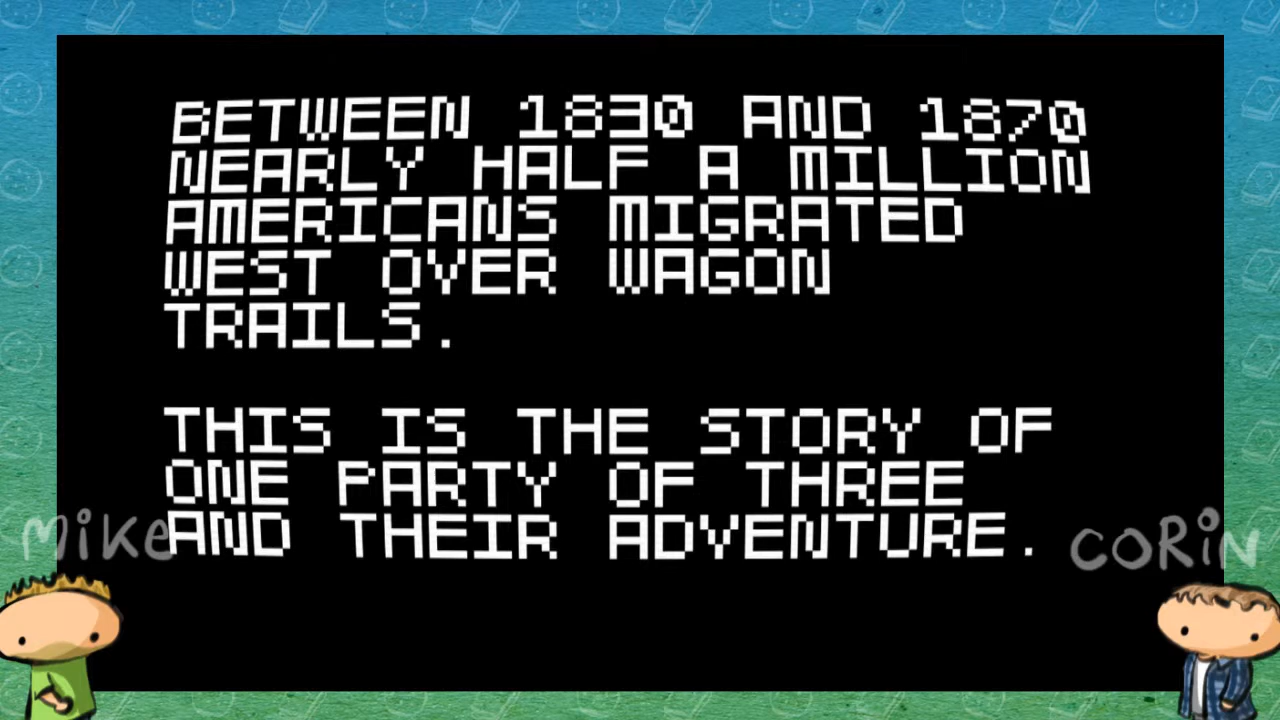 BETWEEN 1830 AND 1870
NEARLY HALF A MILLION
AMERICANS MIGRATED
WEST OVER WAGON
TRAILS.
THIS IS THE STORY OF
ONE PARTY OF THREE
AND THEIR ADVENTURE.
MiKe
CORiN